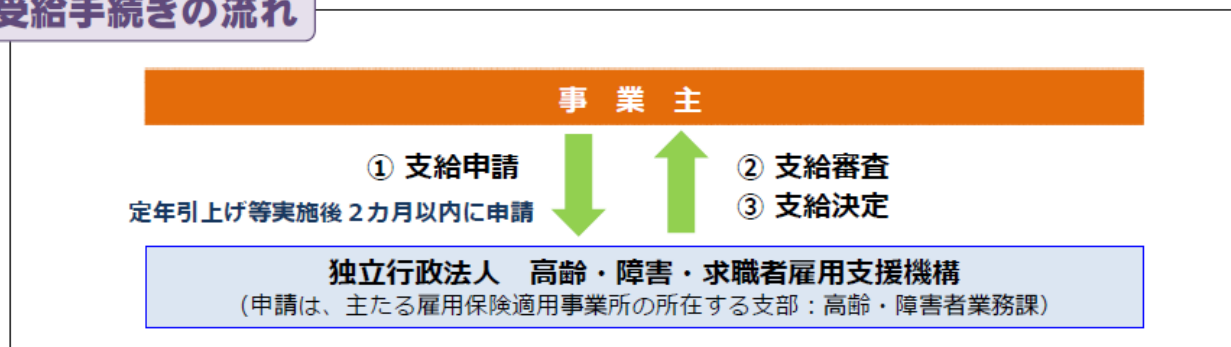 受給手続きの流れ
事 業 主
① 支給申請
定年引上げ等実施後２カ月以内に申請
② 支給審査
③ 支給決定
独立行政法人　高齢・障害・求職者雇用支援機構
（申請は、主たる雇用保険適用事業所の所在する支部：高齢・障害者業務課）